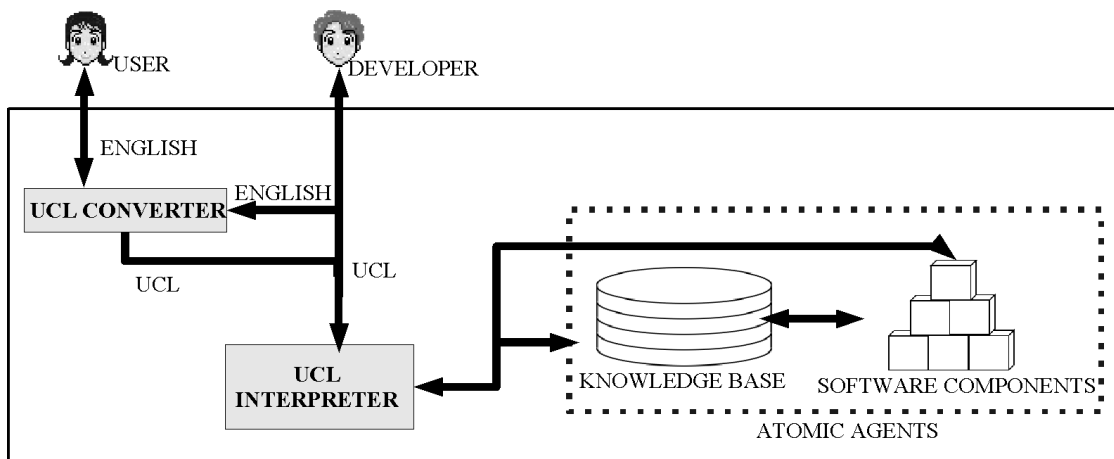 USER
DEVELOPER
ENGLISH
ENGLISH
UCL CONVERTER
UCL
UCL
UCL
INTERPRETER
KNOWLEDGE BASE
SOFTWARE COMPONENTS
ATOMIC AGENTS